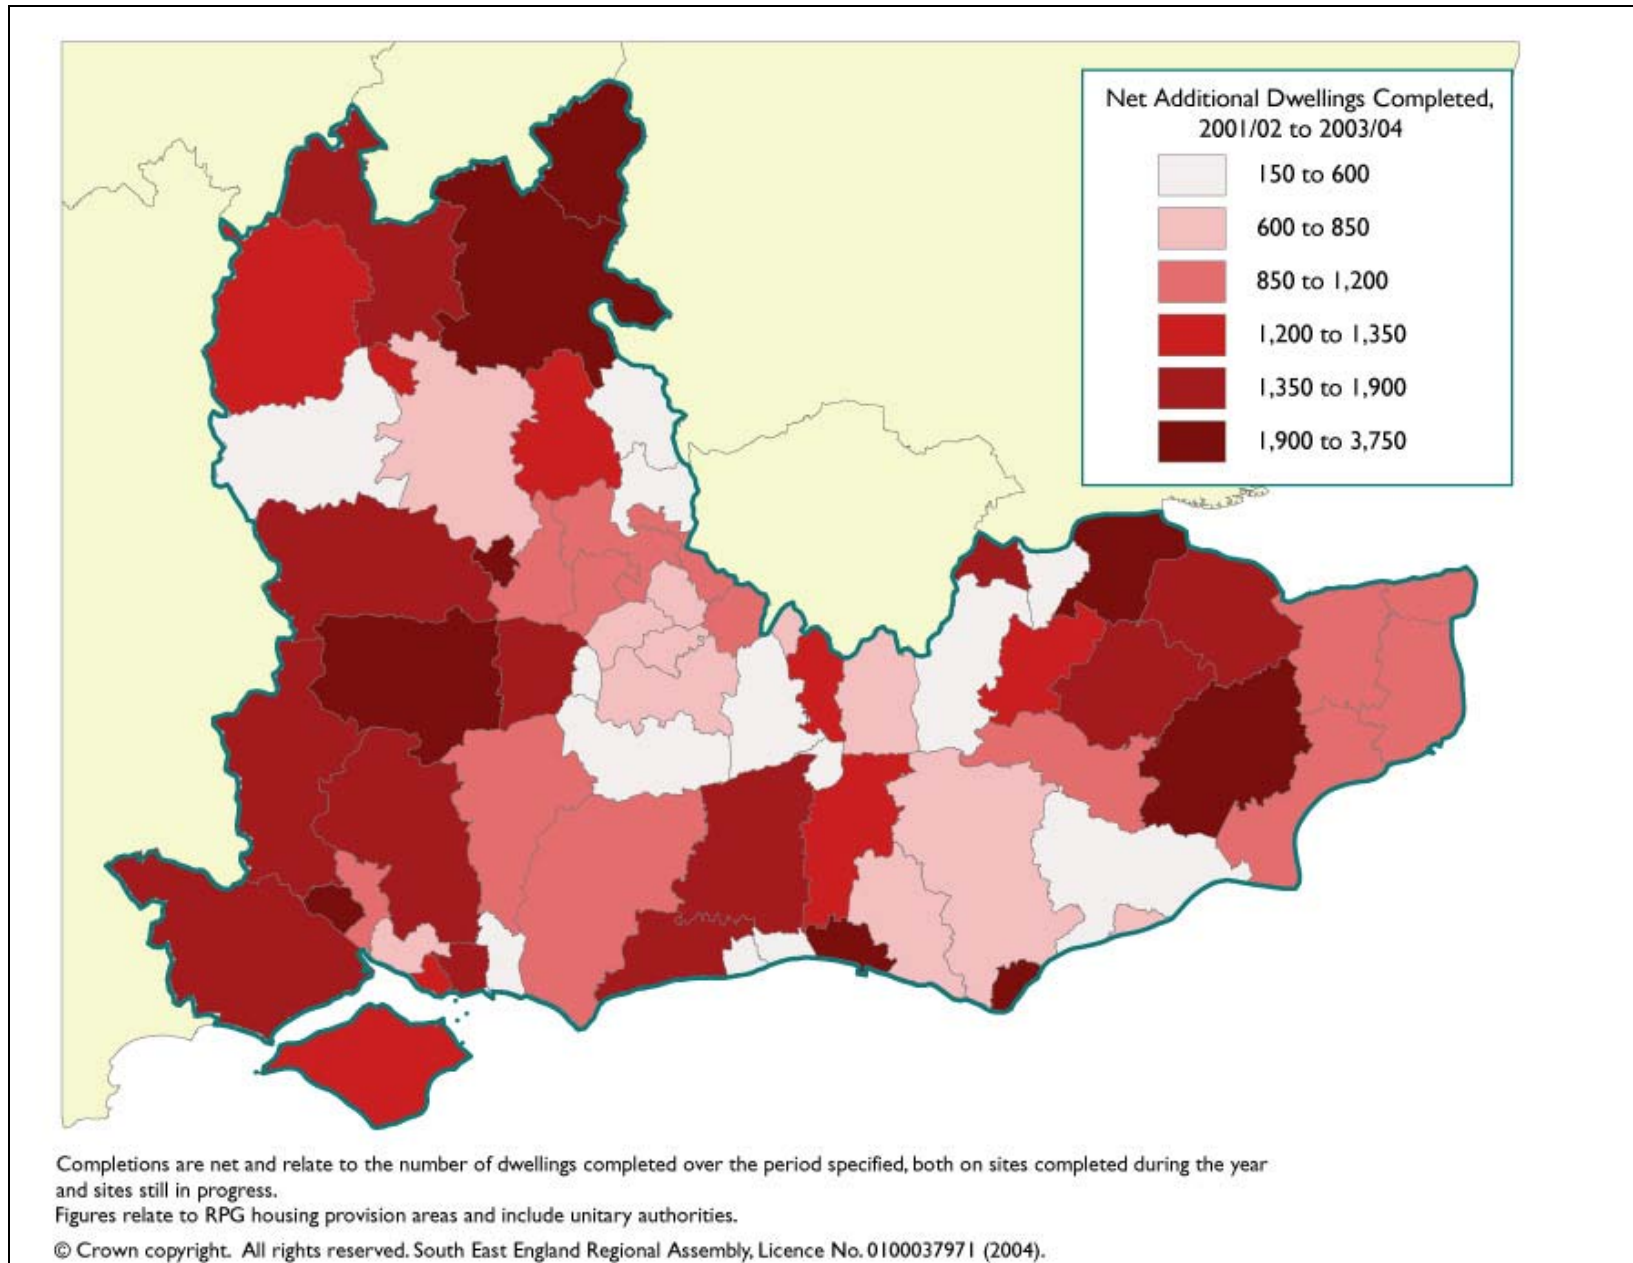 Net Additional Dwellings Completed,
2001/02 to 2003/04
150 to 600
600 to 850
850 to 1,200
1,200 to 1,350
1,350 to 1,900
1,900 to 3,750
Completions are net and relate to the number of dwellings completed over the period specified, both on sites completed during the year
and sites still in progress.
Figures relate to RPG housing provision areas and include unitary authorities.
© Crown copyright. All rights reserved. South East England Regional Assembly, Licence No. 0100037971 (2004).